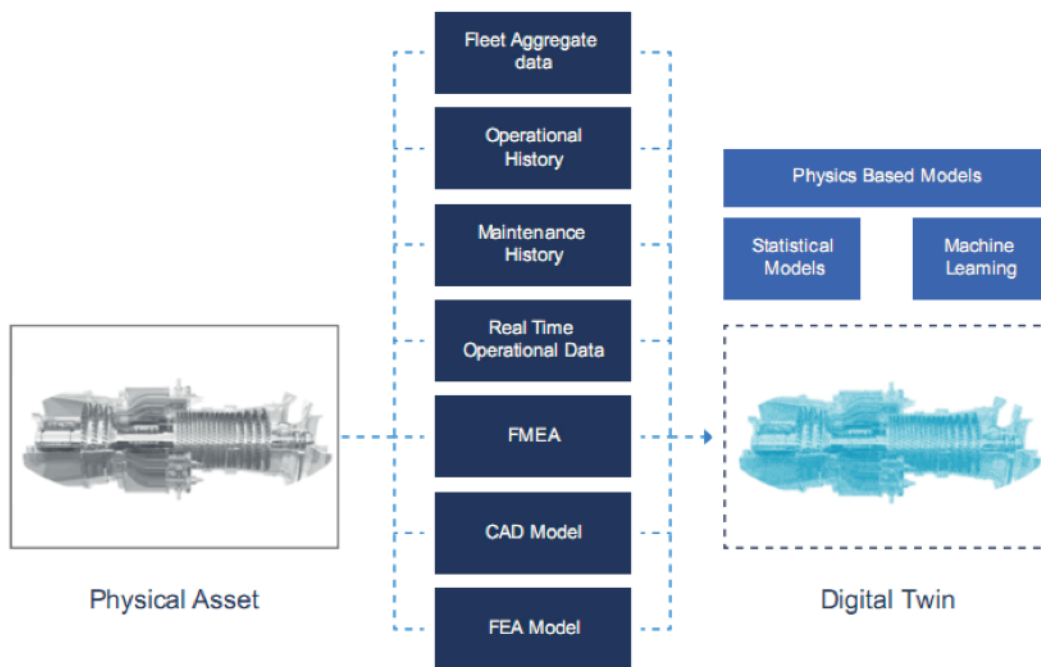 Fleet Aggregate
data
Operational
History
Maintenance
History
Real Time
Operational Data
FMEA
CAD Model
FEA Model
Physical Asset
Physics Based Models
Statistical
Models
Machine
Learning
Digital Twin